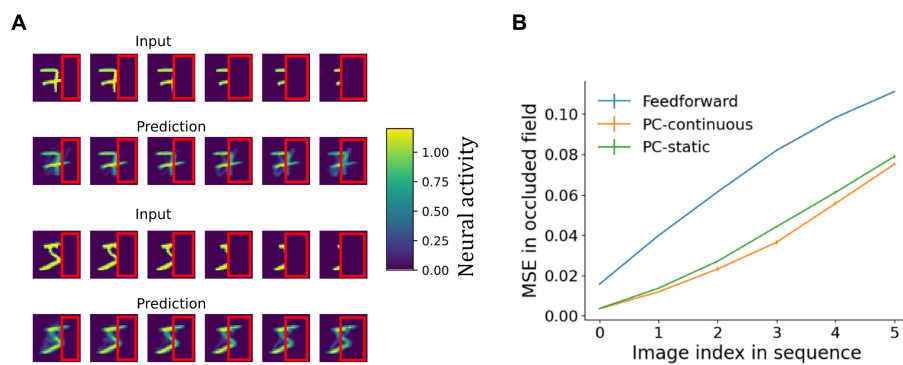 A
Input
Prediction
Input
Prediction
1.00
0.75
0.50
0.25
0.00
Neural activity
B
MSE in occluded field
0.10
0.08
0.06
0.04
0.02
0.00
Feedforward
PC-continuous
PC-static
0 1 2 3 4 5
Image index in sequence